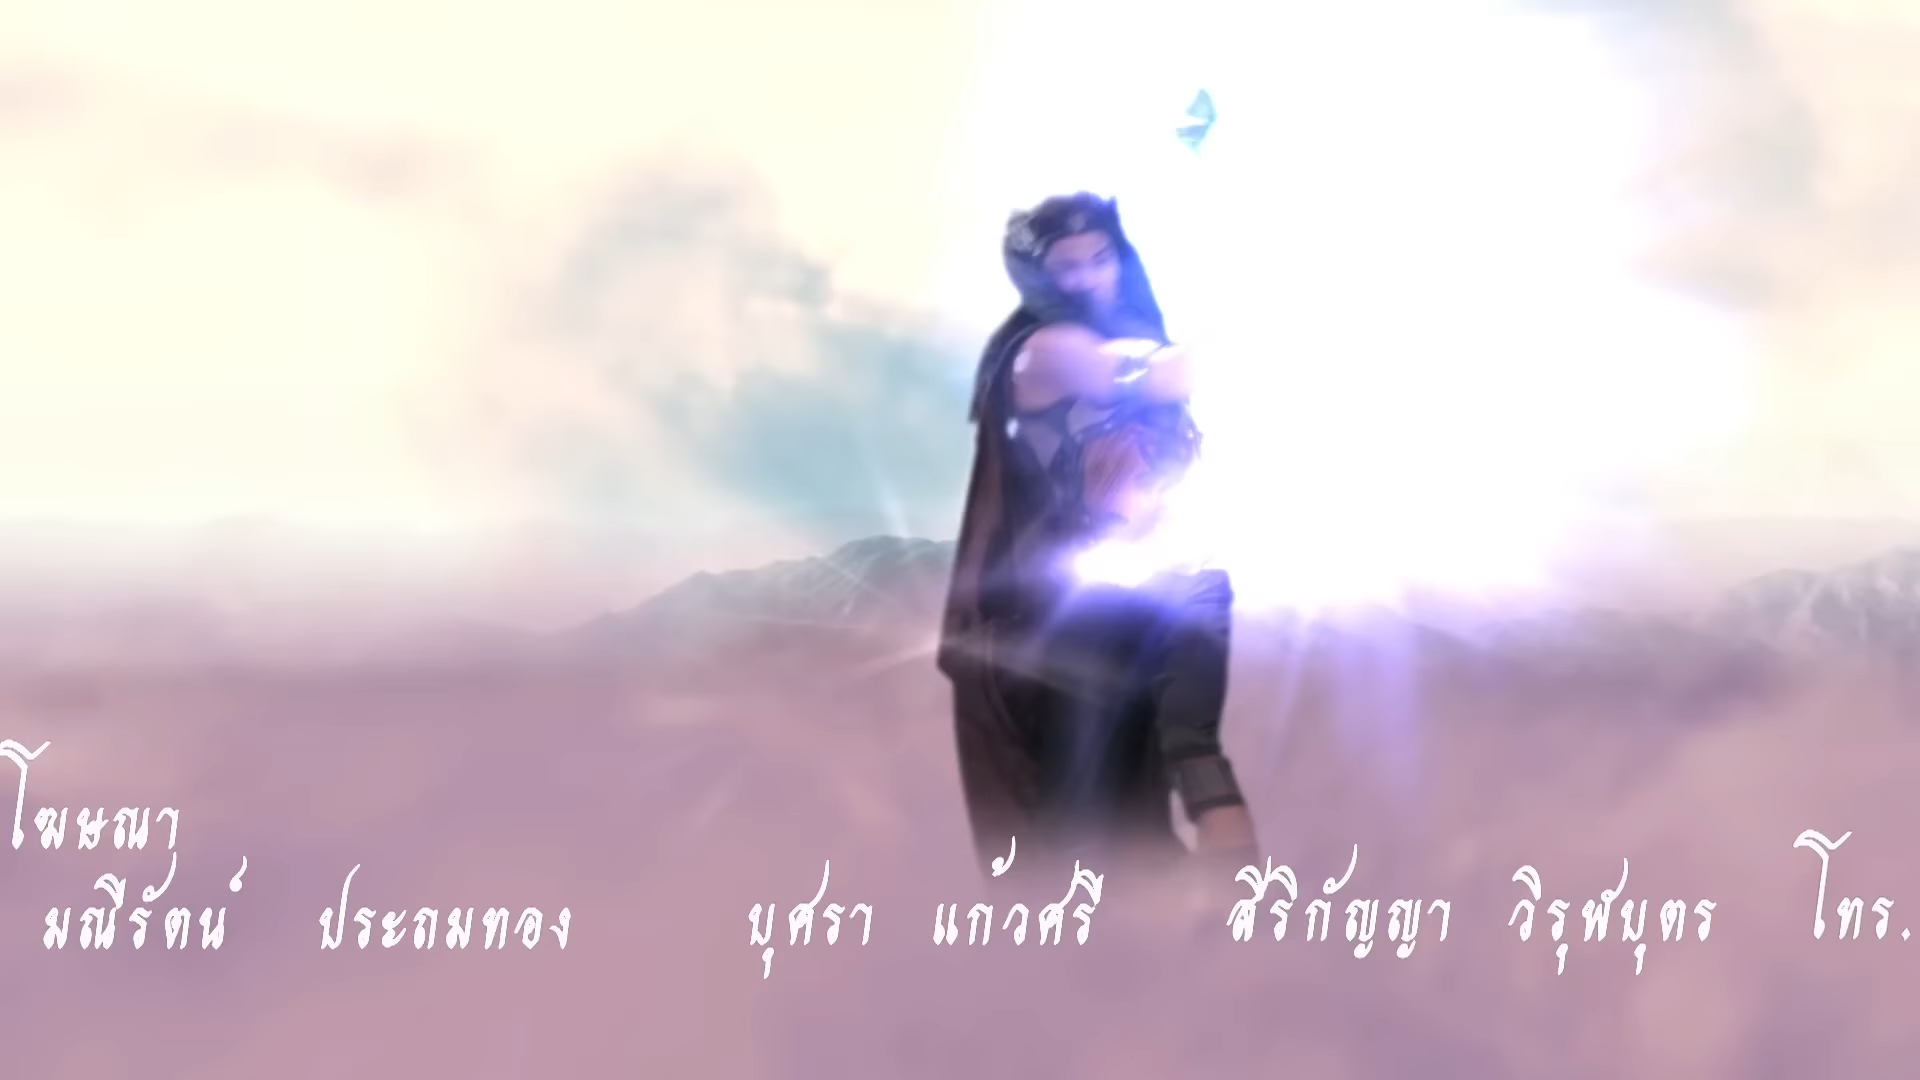 โฆษณา
มณีรัตน์ ประถมทอง บุศรา แก้วศรี สิริกัญญา วิรุฬบุตร โทร.